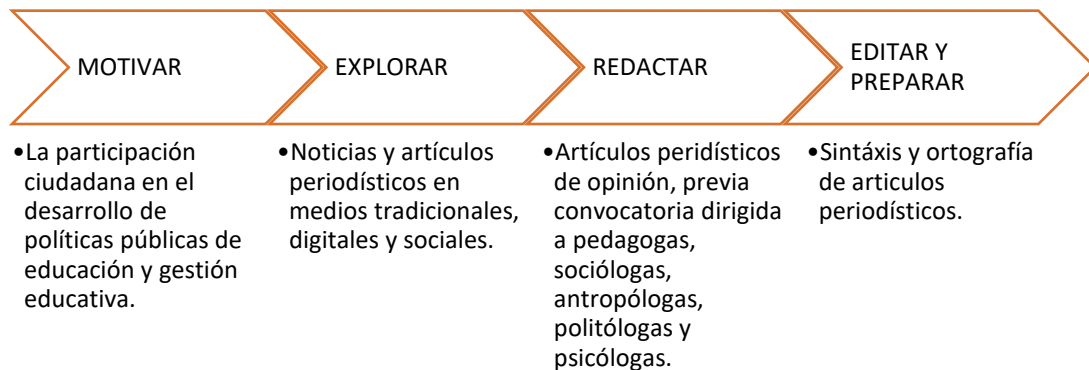 MOTIVAR
EXPLORAR
REDACTAR
EDITAR Y
PREPARAR
•La participación
ciudadana en el
desarrollo de
políticas públicas de
educación y gestión
educativa.
•Noticias y artículos
periodísticos en
medios tradicionales,
digitales y sociales.
•Artículos peridísticos
de opinión, previa
convocatoria dirigida
a pedagogas,
sociólogas,
antropólogas,
politólogas y
psicólogas.
•Sintáxis y ortografía
de articulos
periodísticos.